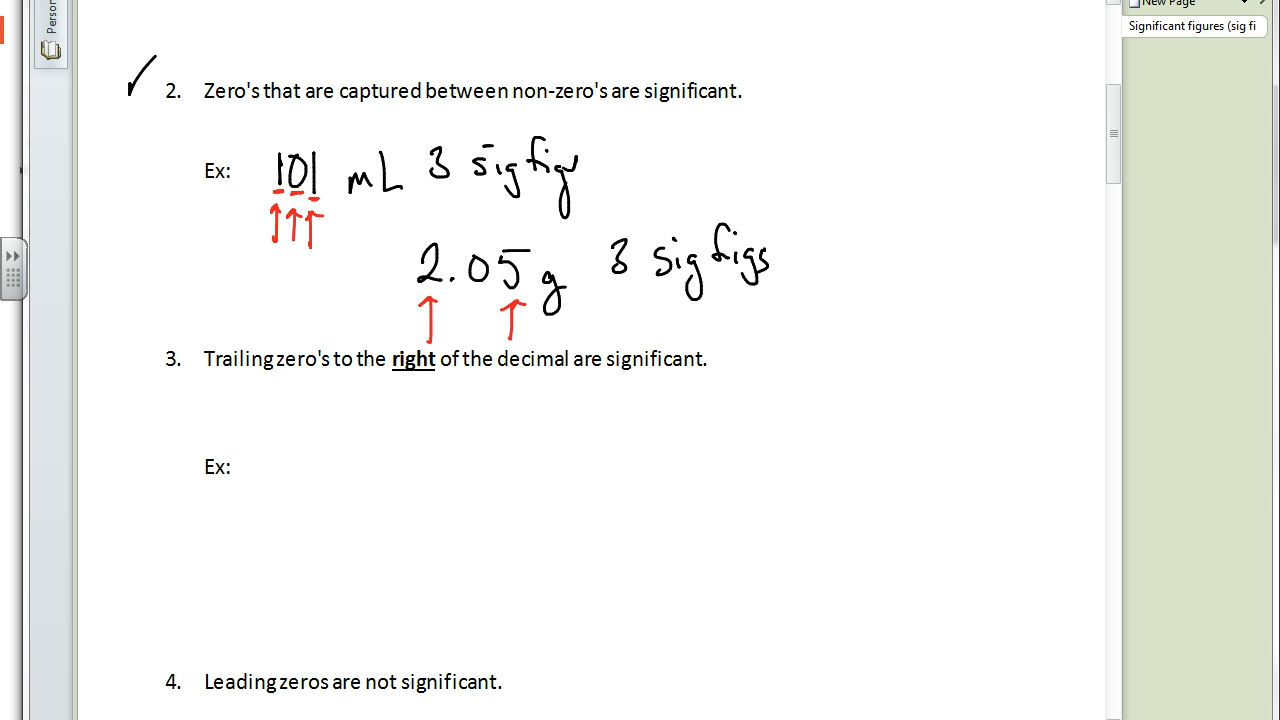 New Page
Significant figures (sig fi
Person
2. Zero's that are captured between non-zero's are significant.
Ex: 101 mL 3 sig figs
2.05 g 3 sig figs
3. Trailing zero's to the right of the decimal are significant.
Ex:
4. Leading zeros are not significant.